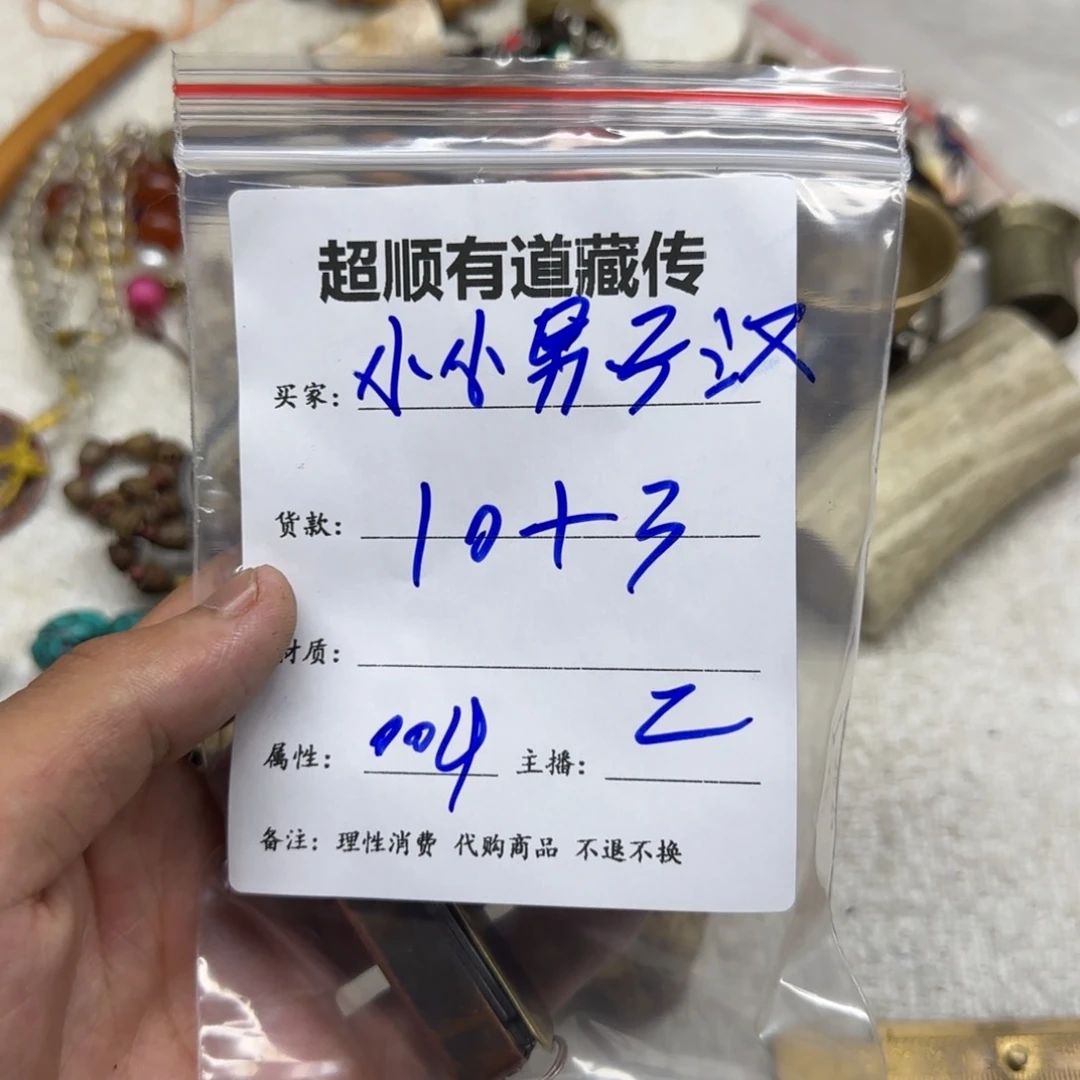 超顺有道藏传
买家：小小男子汉
货款：10+3
材质：
属性：004 主播：乙
备注：理性消费 代购商品 不退不换